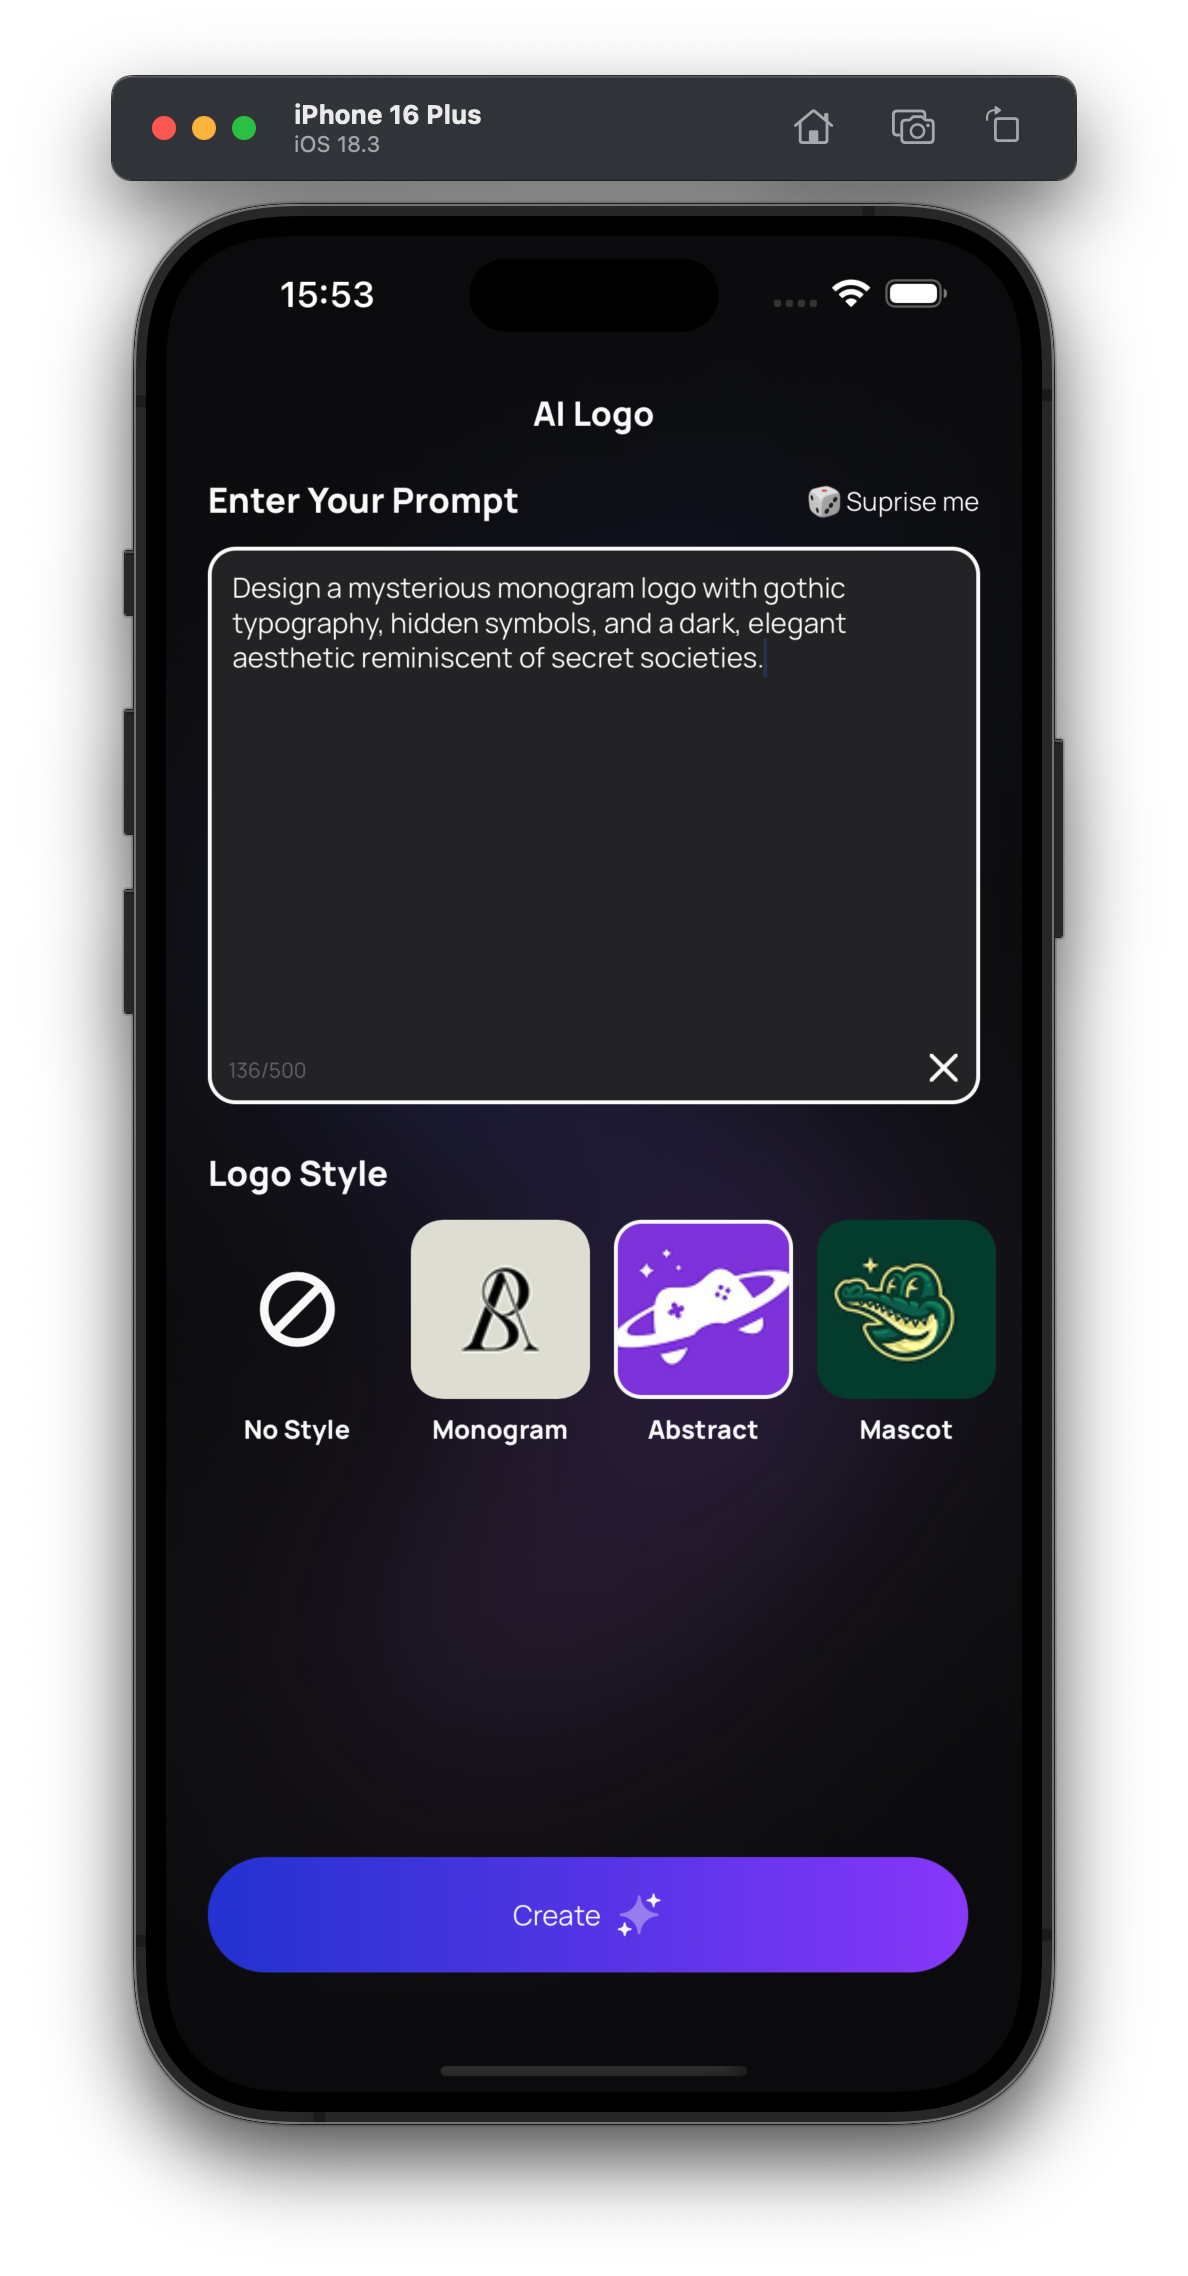 iPhone 16 Plus
iOS 18.3
15:53
AI Logo
Enter Your Prompt
Suprise me
Design a mysterious monogram logo with gothic
typography, hidden symbols, and a dark, elegant
aesthetic reminiscent of secret societies.
136/500
Logo Style
No Style
Monogram
Abstract
Mascot
Create